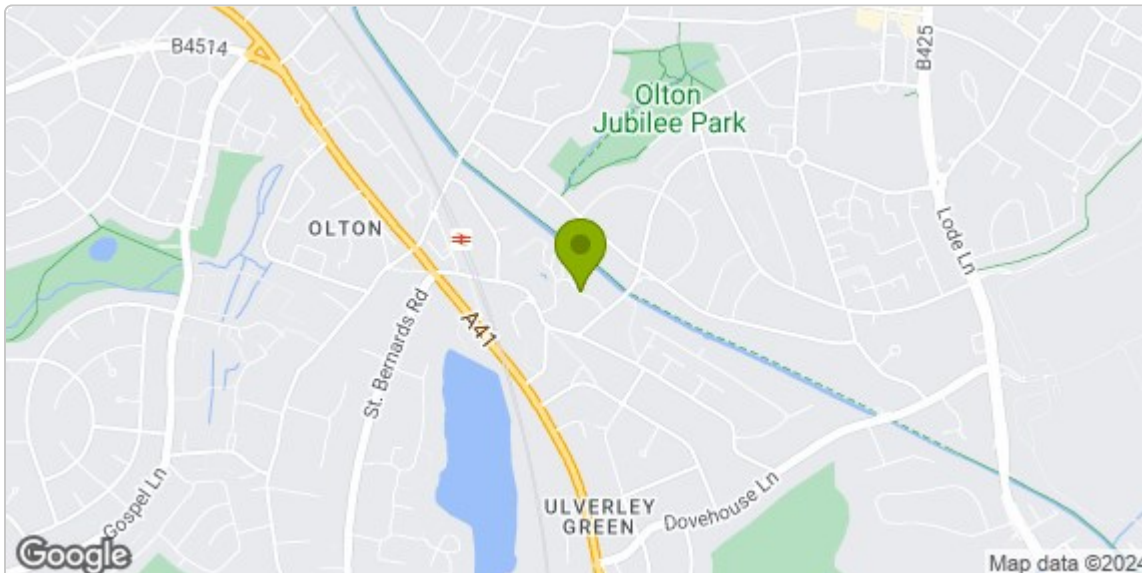 B4514
B425
Olton
Jubilee Park
OLTON
Lode Ln
St. Bernards Rd
A41
Gospel Ln
ULVERLEY
GREEN
Dovehouse Ln
Google
Map data ©2024